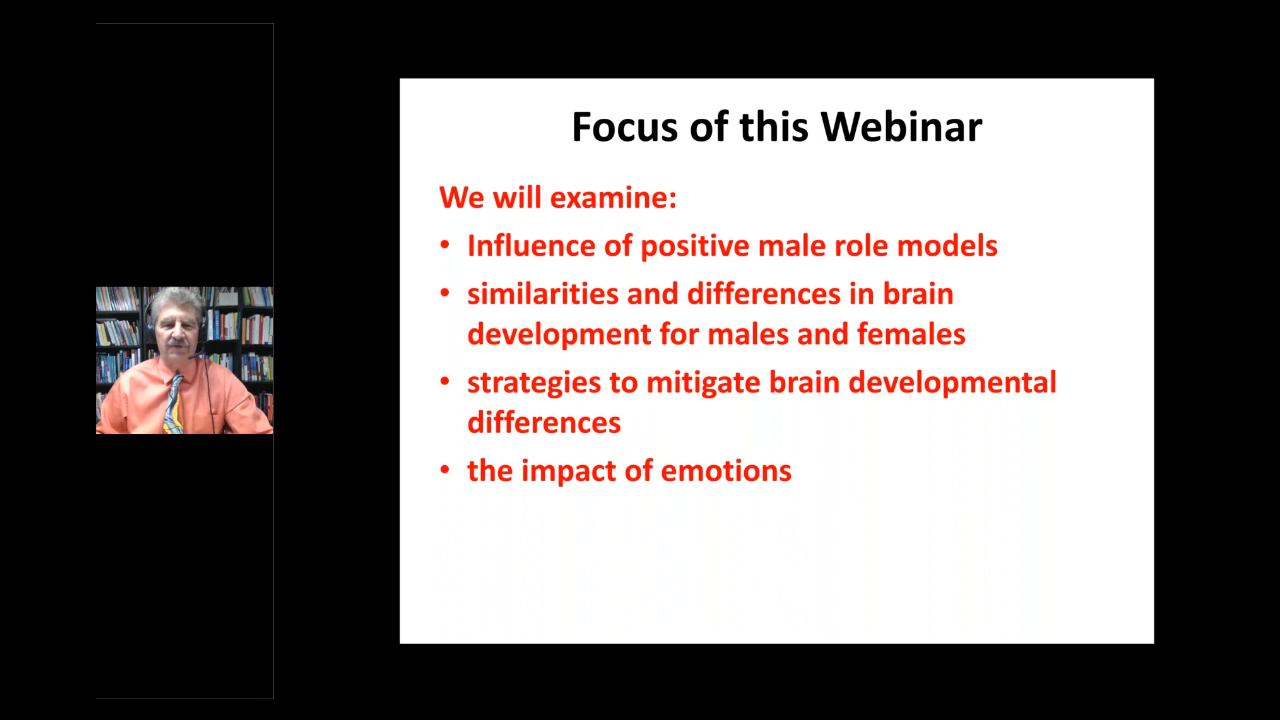 Focus of this Webinar
We will examine:
• Influence of positive male role models
• similarities and differences in brain
development for males and females
• strategies to mitigate brain developmental
differences
• the impact of emotions